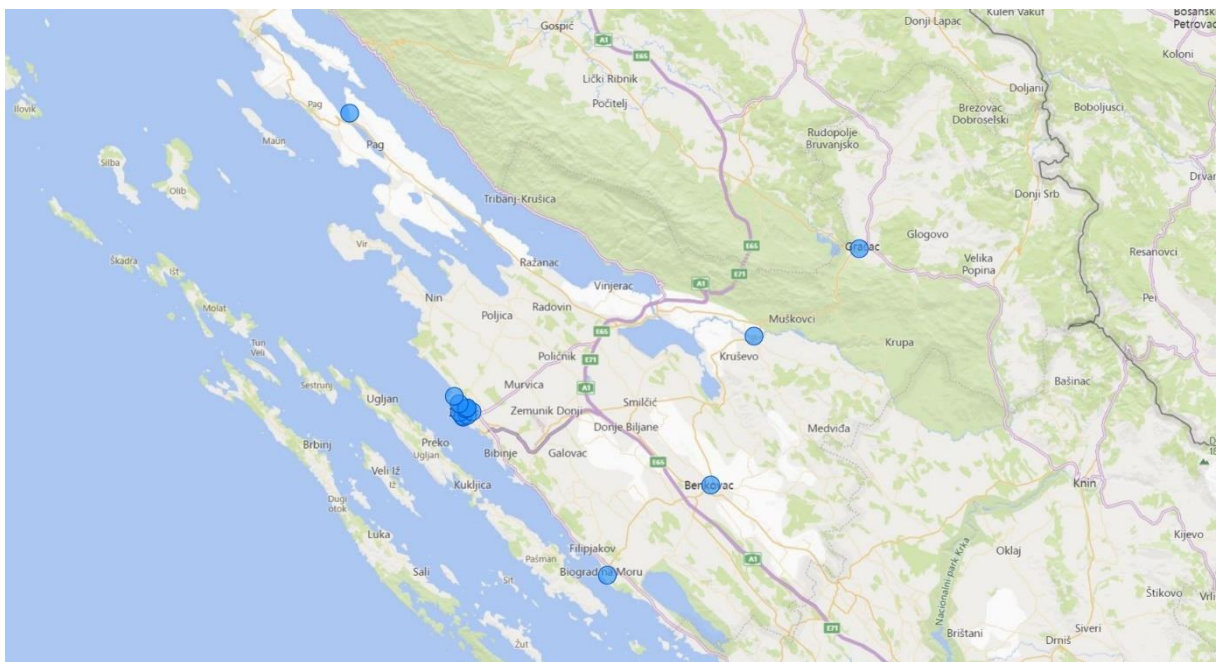 Gospić
Donji Lapac
Kulen Vakuf
Bosanski
Petrovac
A1
E65
Koloni
Lički Ribnik
Ilovik
Pag
Počitelj
Doljani
Brezovac
Dobroselski
Boboljusci
Maun
Pag
Rudopolje
Bruvanjsko
Silba
Olib
Tribanj-Krušica
Donji Srb
Glogovo
Vir
E65
Gračac
Resanovci
Škadra
Ist
Ražanac
Velika
Popina
E71
Nin
Vinjerac
A1
Pei
Molat
Radovin
Poljica
Muškovci
E65
Tun
Veli
Kruševo
Krupa
Poličnik
E71
Sestrunj
Murvica
A1
Bašinac
Ugljan
Smilčić
Zemunik Donji
Donje Biljane
Medviđa
Brbinj
Preko
Ugljan
Bibinje
Galovac
E65
Veli Iž
Iž
Kukljica
Benkovac
Knin
Dugi
otok
Luka
Kijevo
Filipjakov
Pašman
A1
Oklaj
Sali
Biograd na Moru
Nacionalni park Krka
Štikovo
E71
Siveri
Brištani
Drniš
Žut